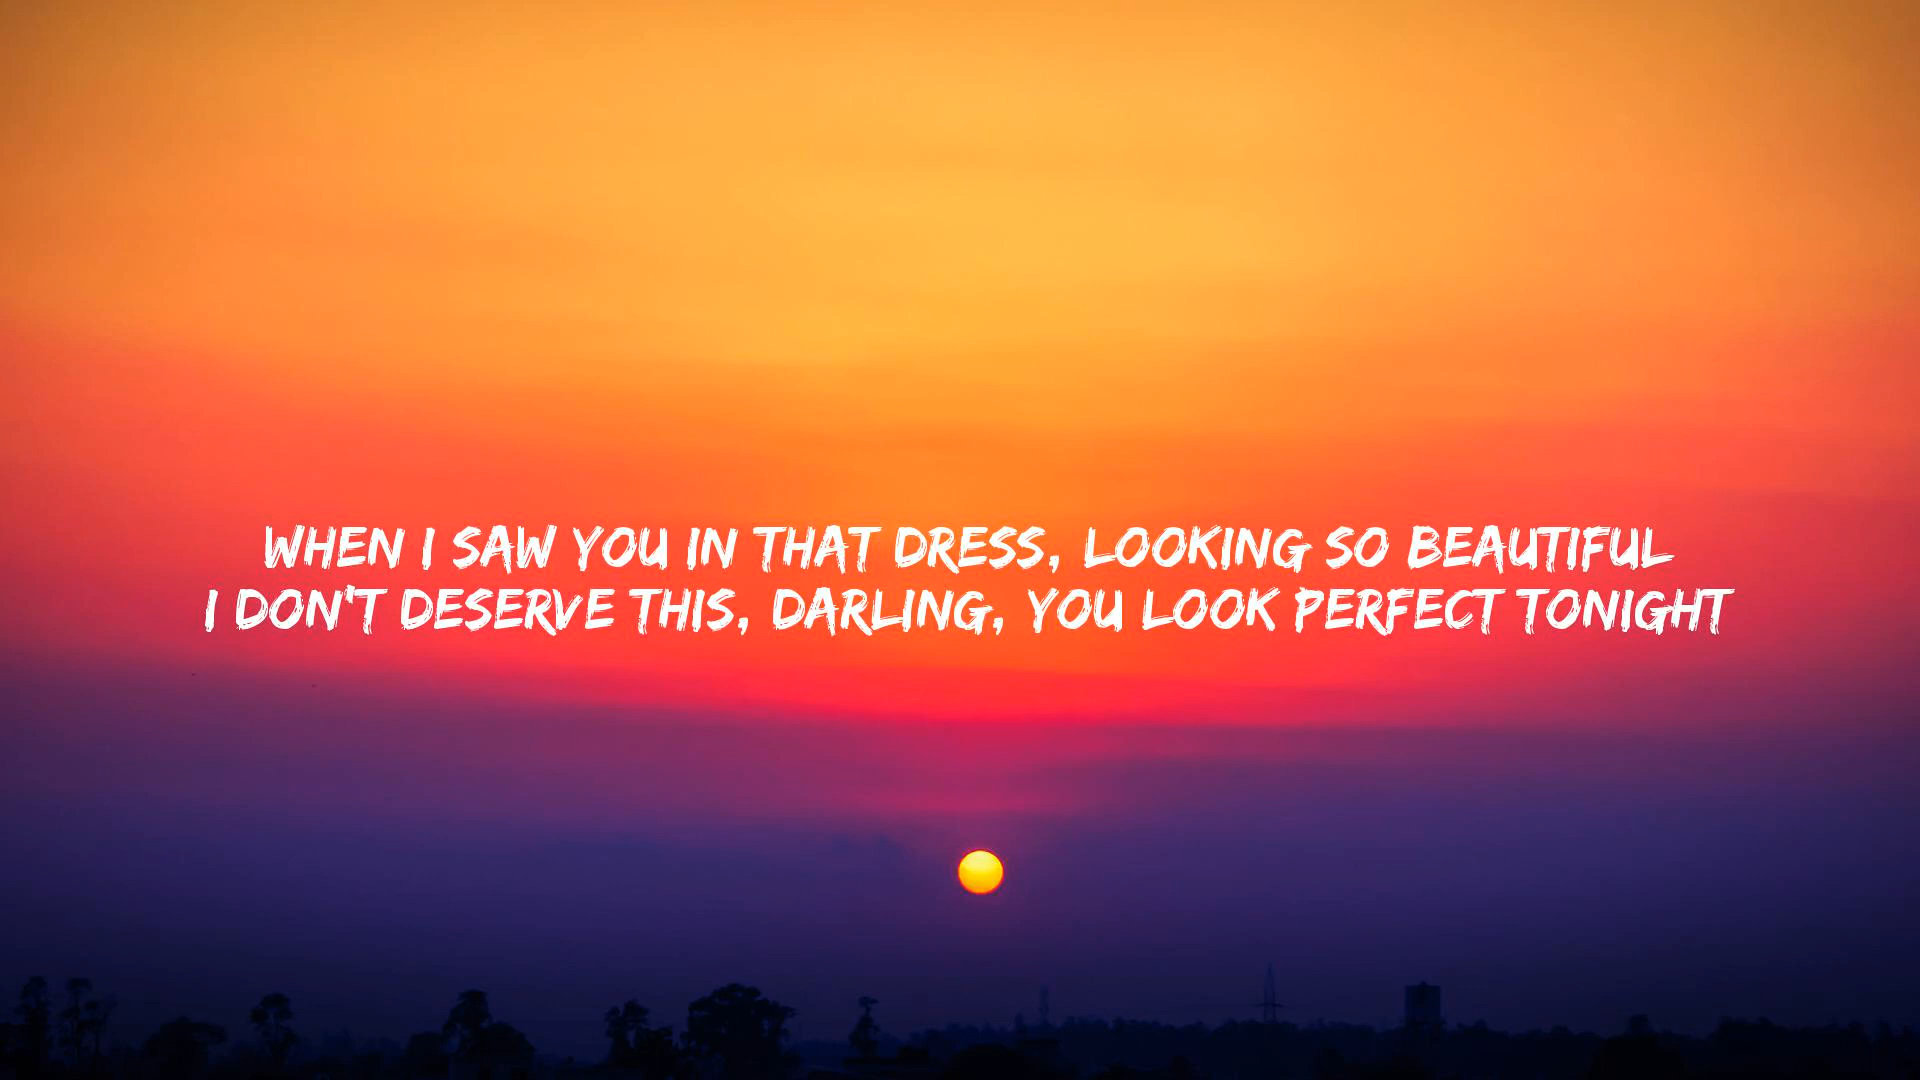 WHEN I SAW YOU IN THAT DRESS, LOOKING SO BEAUTIFUL
I DON'T DESERVE THIS, DARLING, YOU LOOK PERFECT TONIGHT